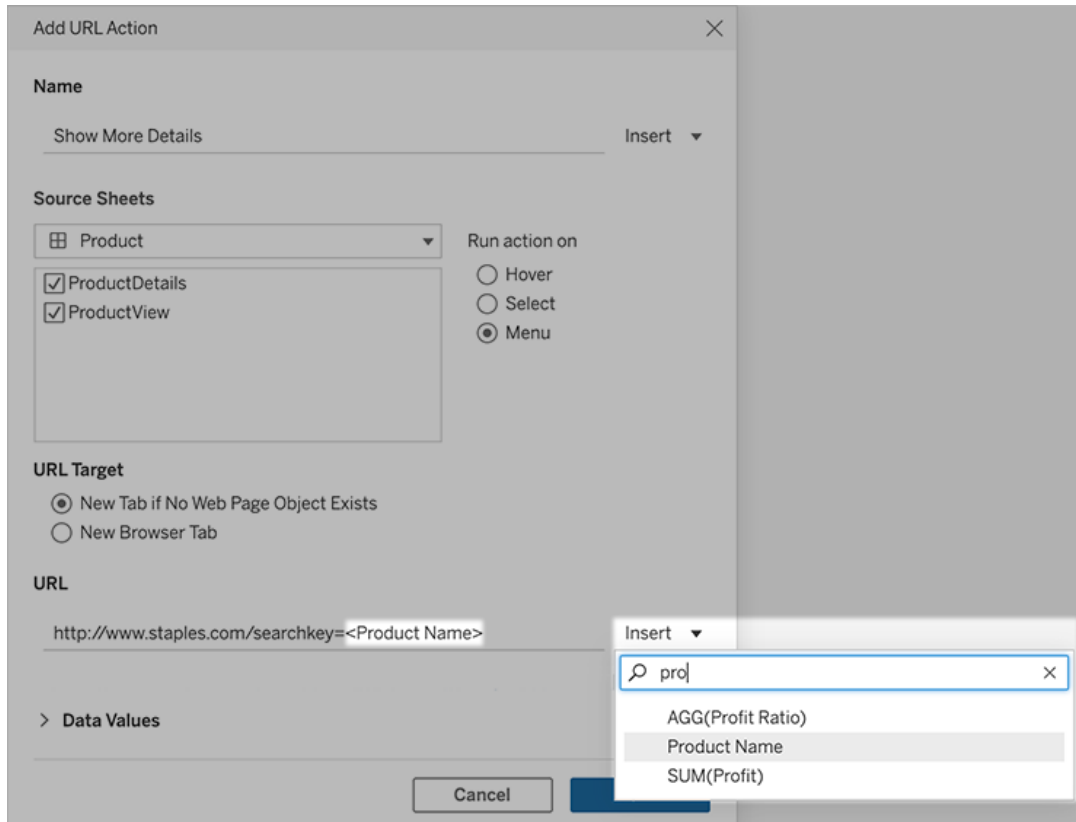 Add URL Action
Name
Show More Details
Insert
Source Sheets
Product
Run action on
ProductDetails
Hover
ProductView
Select
Menu
URL Target
New Tab if No Web Page Object Exists
New Browser Tab
URL
http://www.staples.com/searchkey=<Product Name>
Insert
pro
AGG(Profit Ratio)
Data Values
Product Name
SUM(Profit)
Cancel